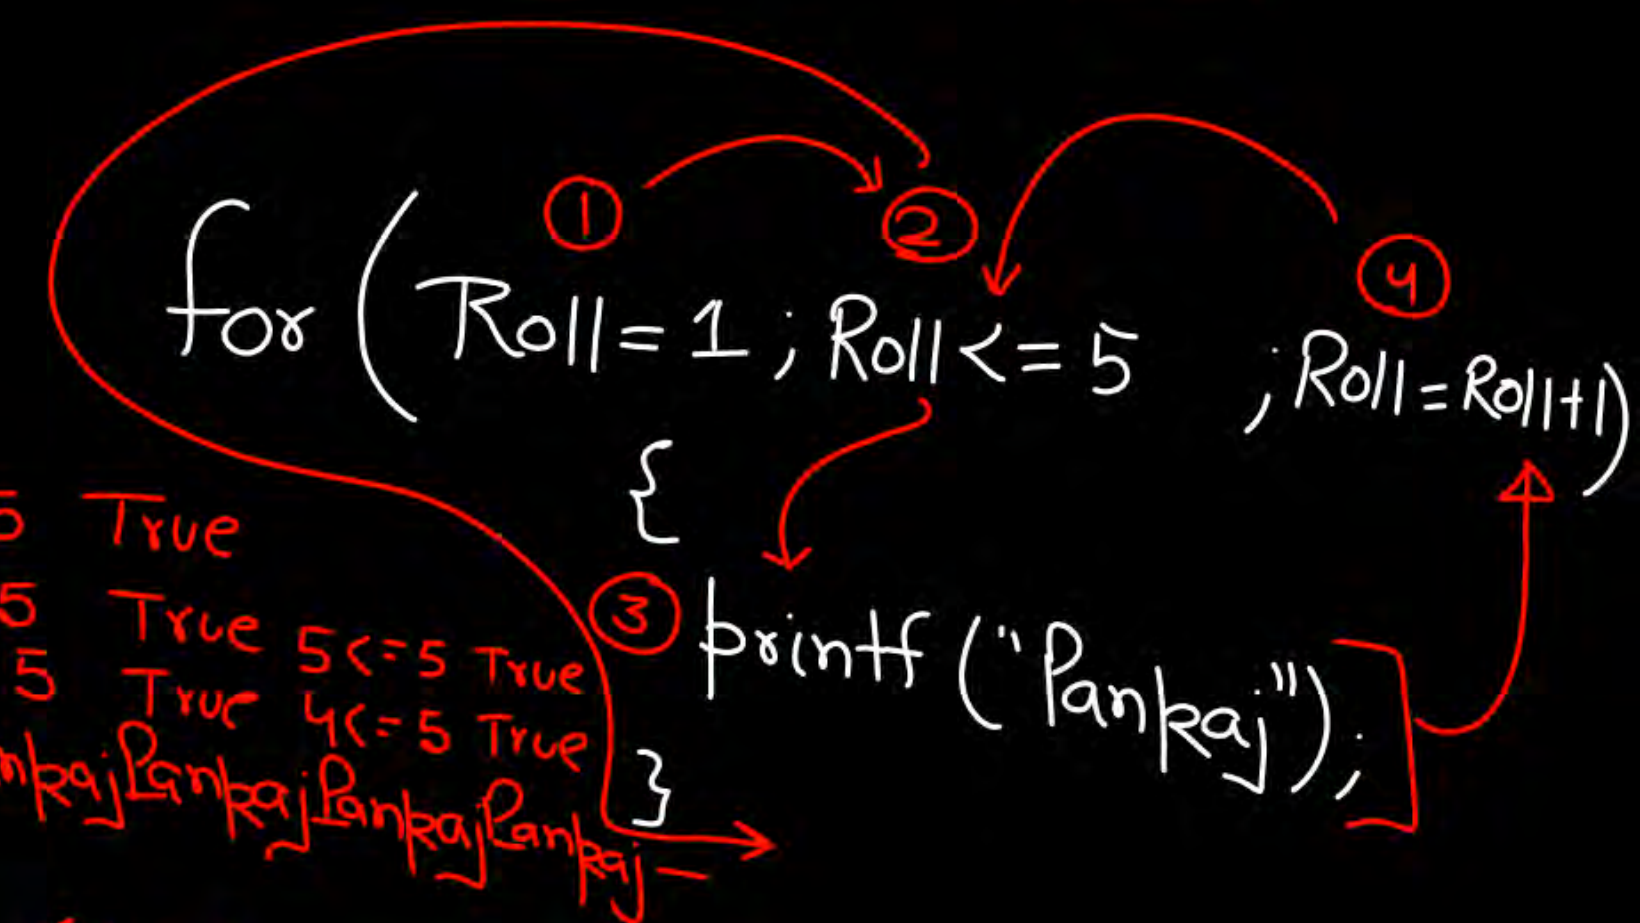 ① ② ④
for ( Roll = 1 ; Roll <= 5 ; Roll = Roll+1)
{
5 True
③ printf ("Pankaj");
5 True 5<=5 True
5 True 4<=5 True
}
nkajPankajPankajPankaj–